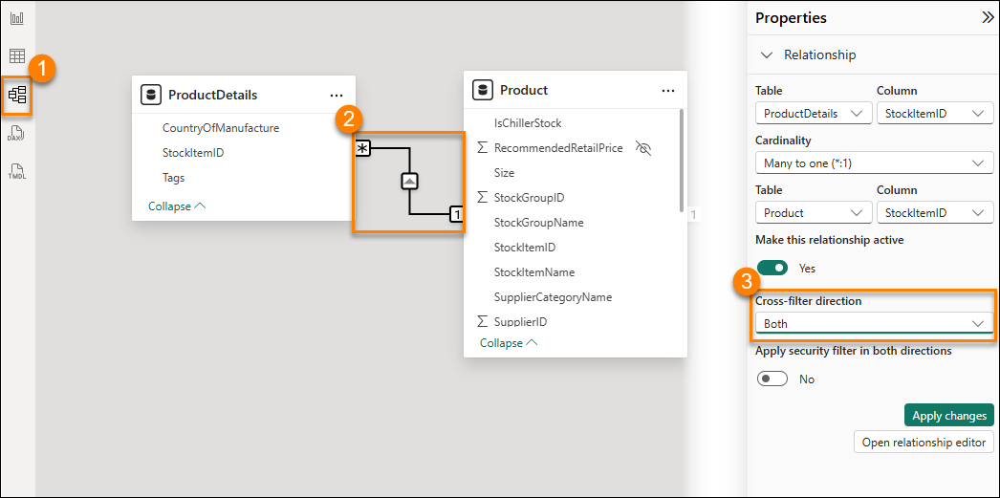 1
DAX
TMDL
ProductDetails ...
CountryOfManufacture
StockItemID
Tags
Collapse
2
*
1
Product ...
IsChillerStock
Σ RecommendedRetailPrice
Size
Σ StockGroupID
StockGroupName
StockItemID
StockItemName
SupplierCategoryName
Σ SupplierID
Collapse
1
Properties
Relationship
Table Column
ProductDetails StockItemID
Cardinality
Many to one (*:1)
Table Column
Product StockItemID
Make this relationship active
Yes
3
Cross-filter direction
Both
Apply security filter in both directions
No
Apply changes
Open relationship editor